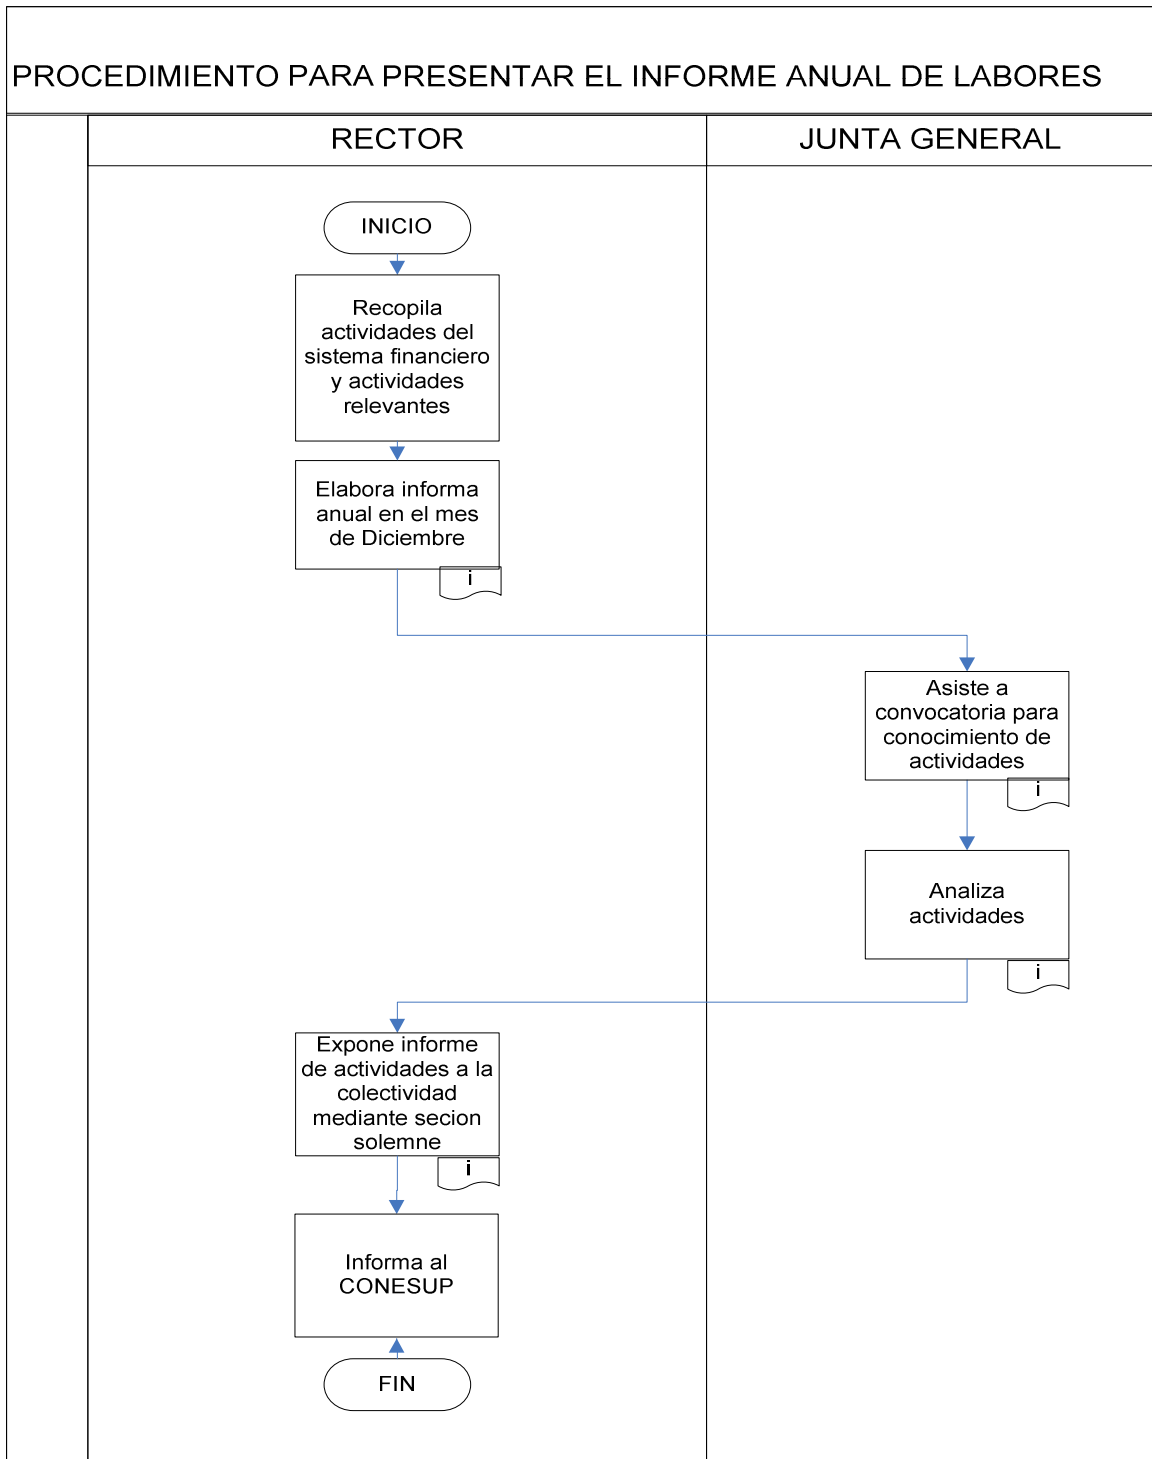 PROCEDIMIENTO PARA PRESENTAR EL INFORME ANUAL DE LABORES
RECTOR
JUNTA GENERAL
INICIO
Recopila
actividades del
sistema financiero
y actividades
relevantes
Elabora informa
anual en el mes
de Diciembre
i
Asiste a
convocatoria para
conocimiento de
actividades
i
Analiza
actividades
i
Expone informe
de actividades a la
colectividad
mediante secion
solemne
i
Informa al
CONESUP
FIN